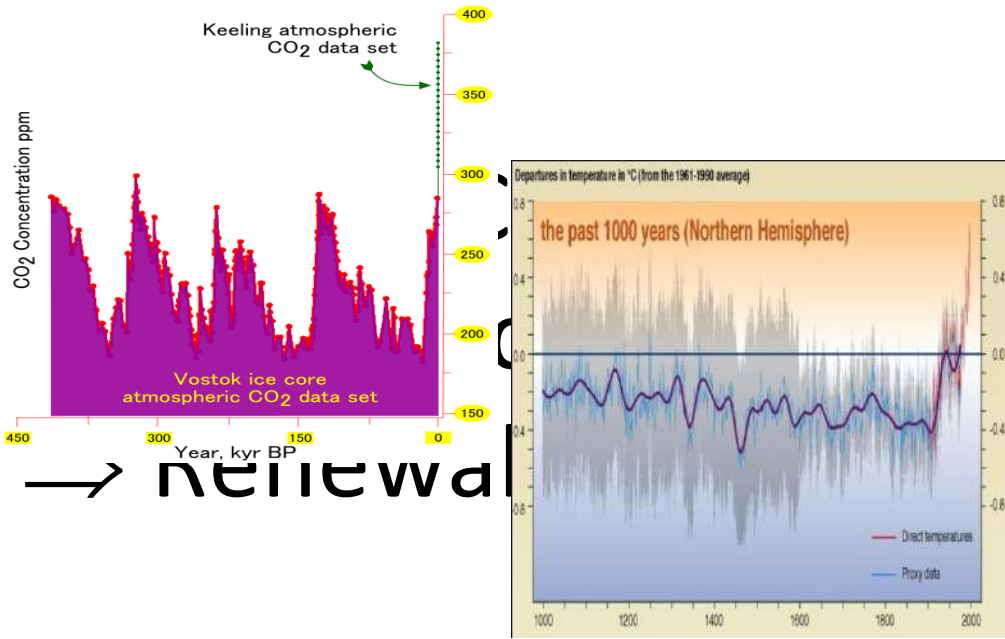 Keeling atmospheric
CO2 data set
400
350
300
250
200
150
CO2 Concentration ppm
Vostok ice core
atmospheric CO2 data set
450
300
150
0
Year, kyr BP
→
Departures in temperature in °C (from the 1961-1990 average)
the past 1000 years (Northern Hemisphere)
0.8
0.4
0.0
-0.4
-0.8
0.8
0.4
0.0
-0.4
-0.8
Direct temperatures
Proxy data
1000
1200
1400
1600
1800
2000